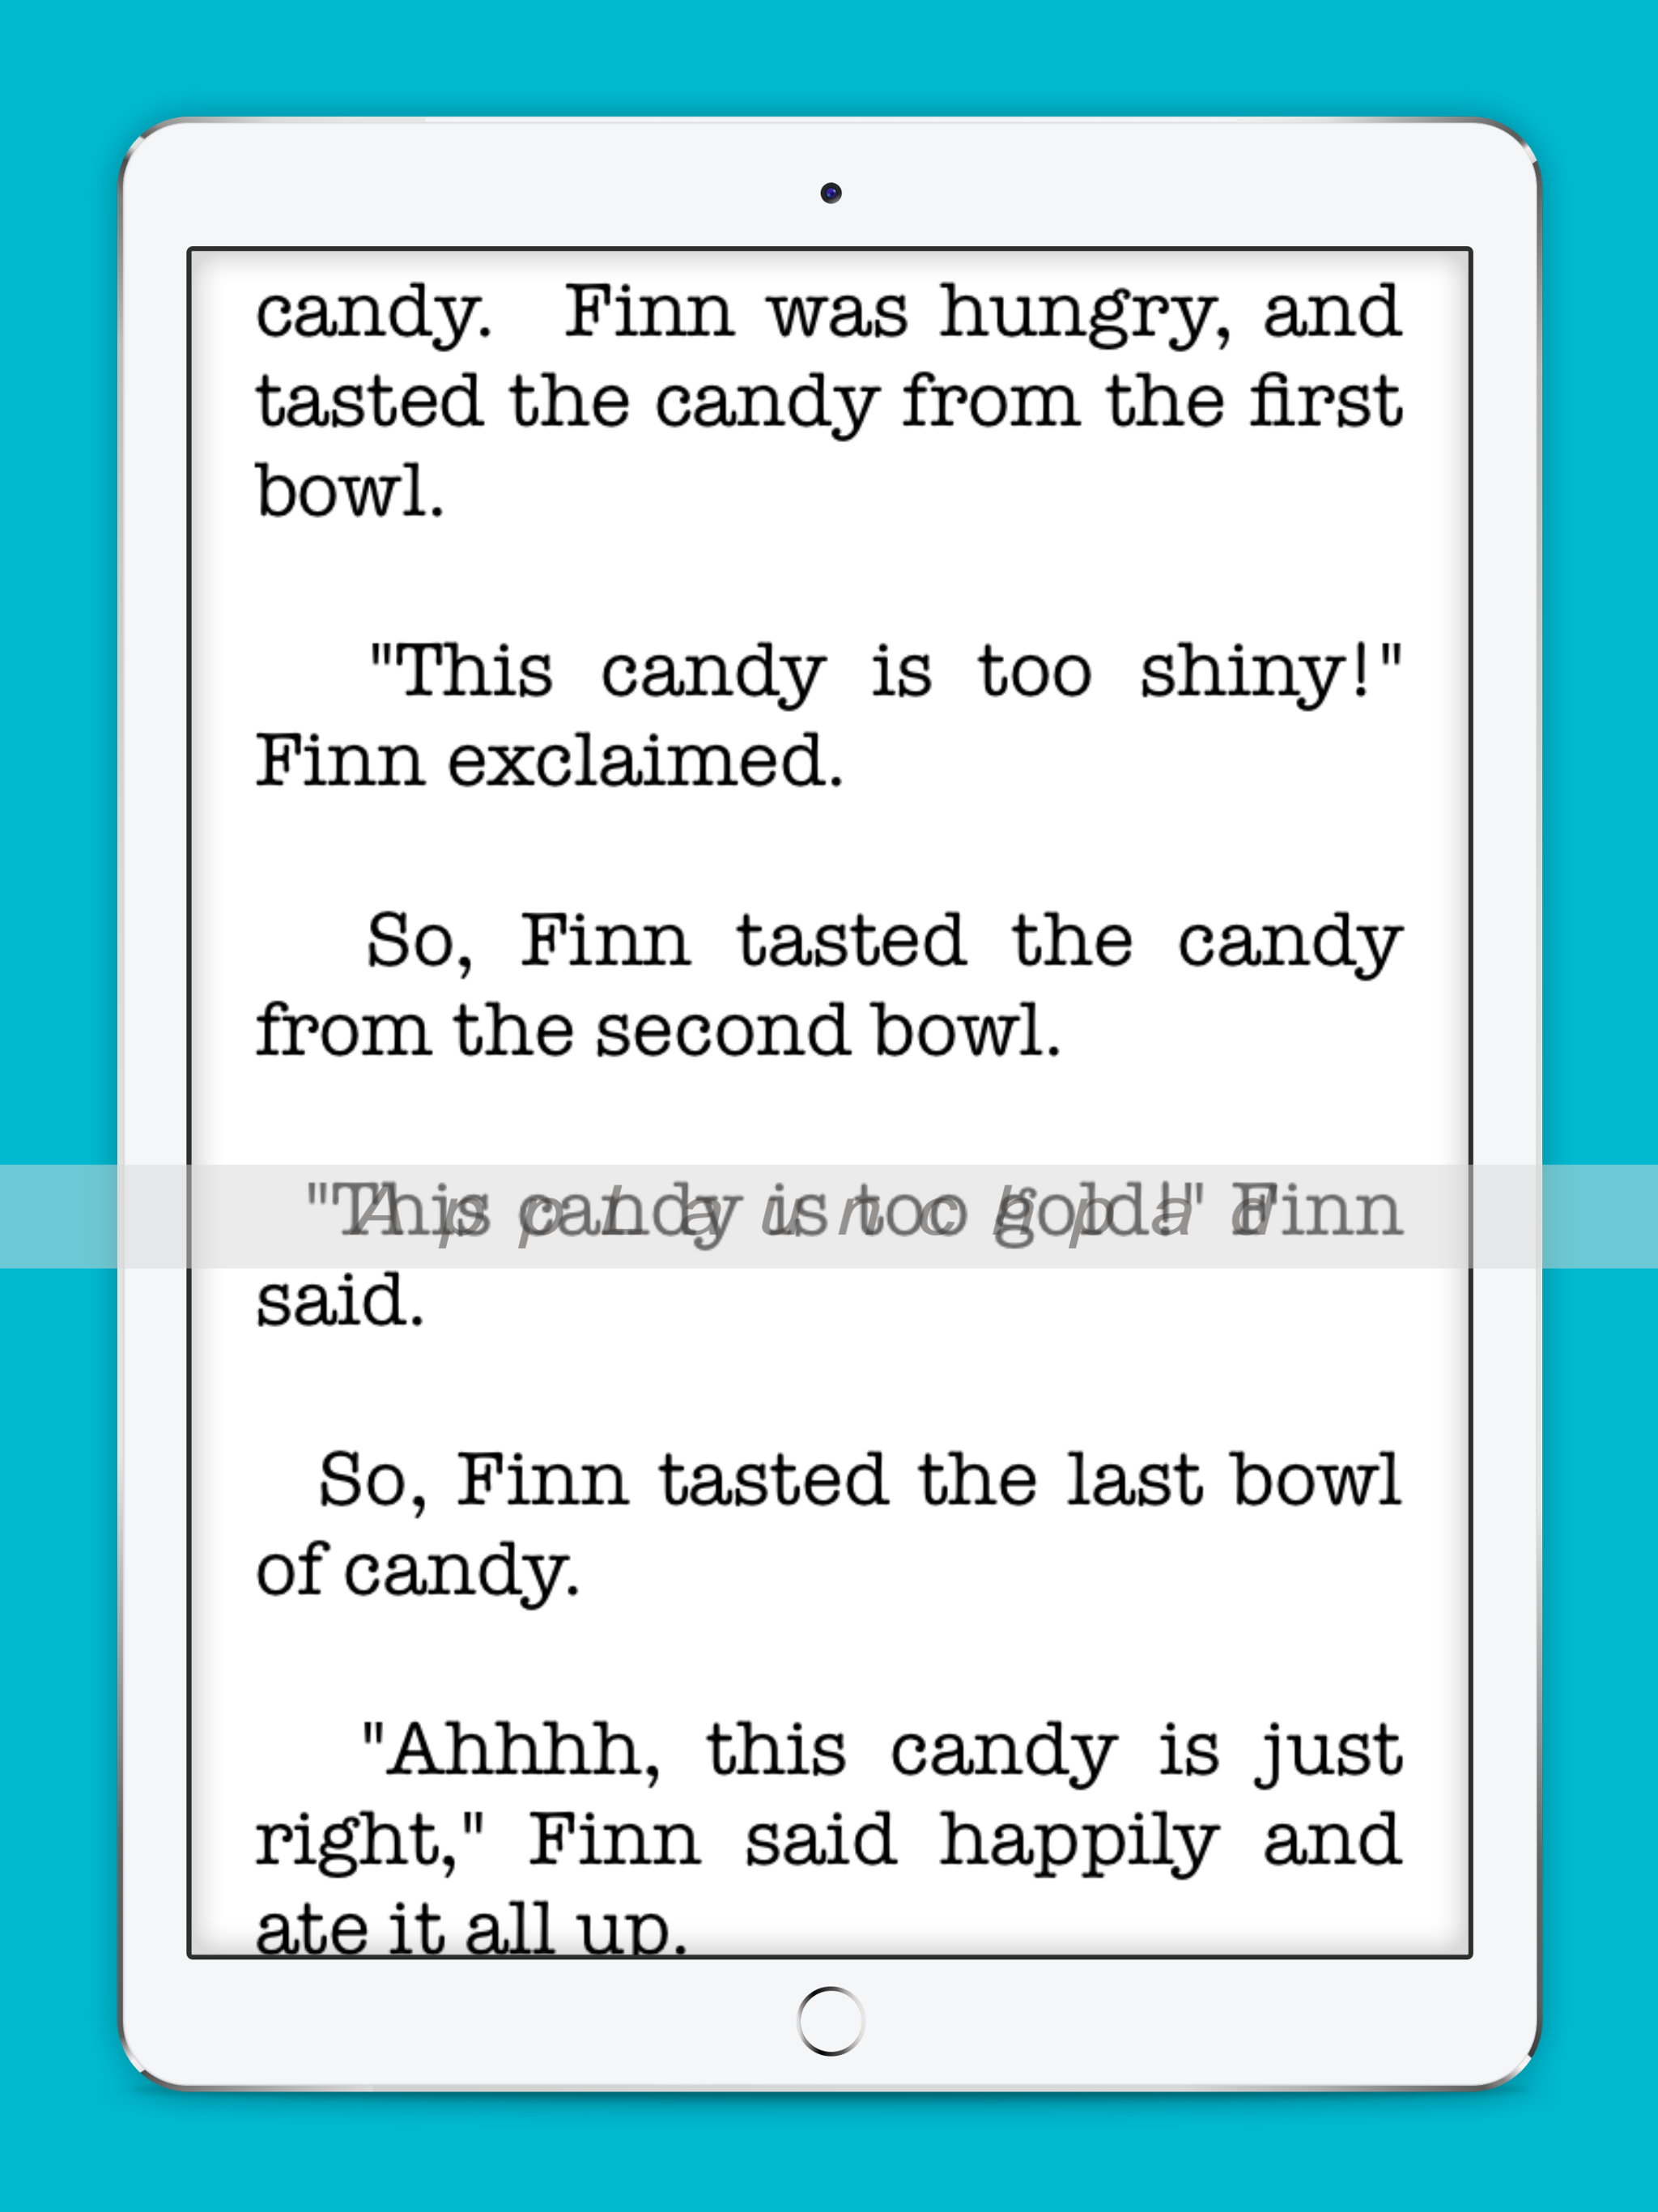 candy.  Finn was hungry, and
tasted the candy from the first
bowl.
"This candy is too shiny!"
Finn exclaimed.
So, Finn tasted the candy
from the second bowl.
"This candy is too gold!" Finn
AppLaunchpad
said.
So, Finn tasted the last bowl
of candy.
"Ahhhh, this candy is just
right," Finn said happily and
ate it all up.